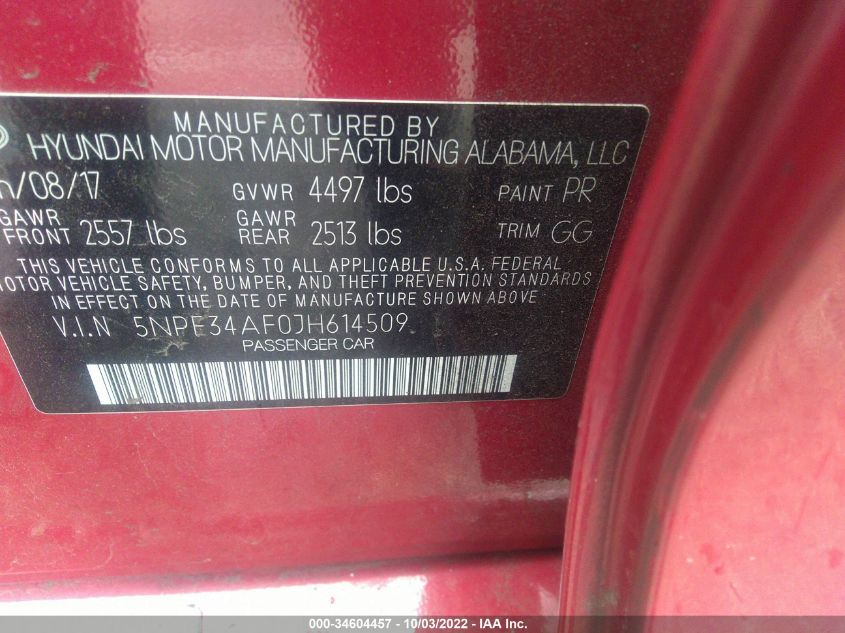 MANUFACTURED BY
HYUNDAI MOTOR MANUFACTURING ALABAMA, LLC
/08/17 GVWR 4497 lbs PAINT PR
GAWR FRONT 2557 lbs GAWR REAR 2513 lbs TRIM GG
THIS VEHICLE CONFORMS TO ALL APPLICABLE U.S.A. FEDERAL
MOTOR VEHICLE SAFETY, BUMPER, AND THEFT PREVENTION STANDARDS
IN EFFECT ON THE DATE OF MANUFACTURE SHOWN ABOVE
V.I.N 5NPE34AF0JH614509
PASSENGER CAR
000-34604457 - 10/03/2022 - IAA Inc.